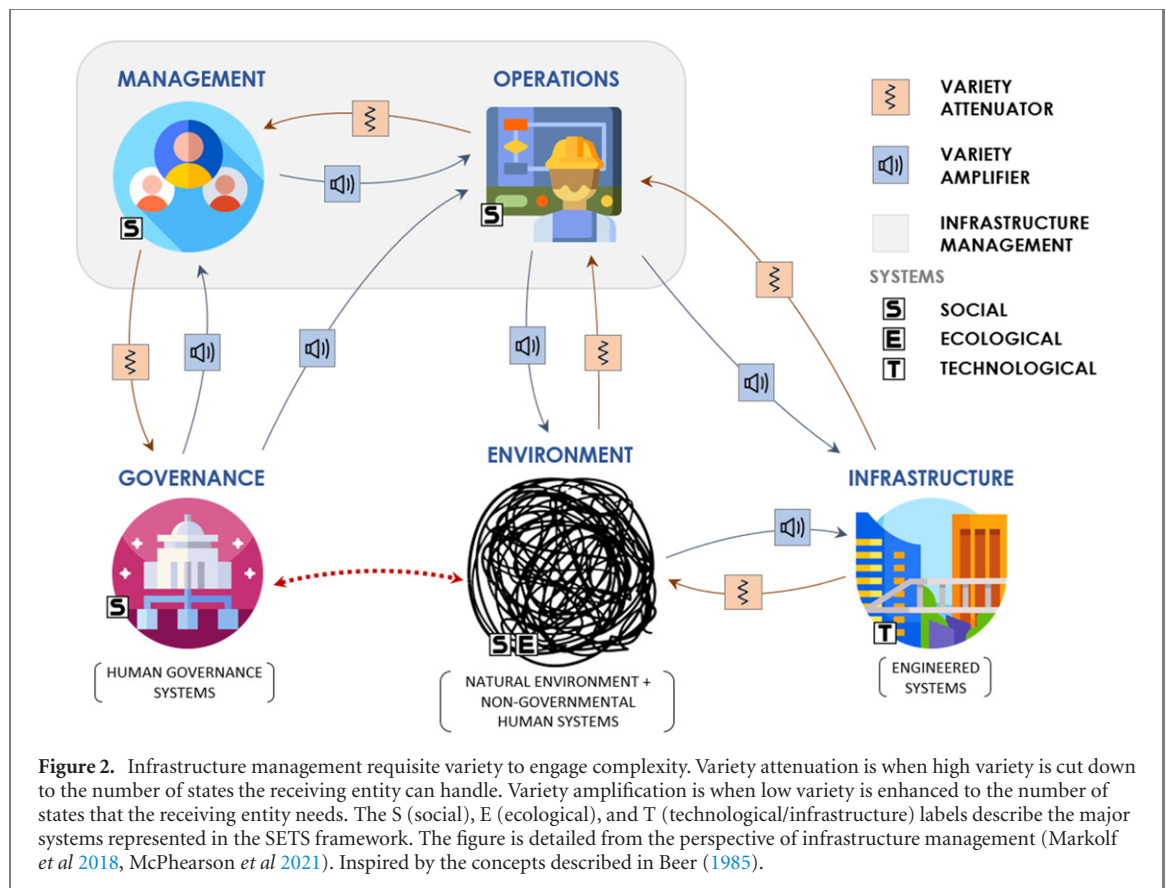 MANAGEMENT
OPERATIONS
S
S
VARIETY
ATTENUATOR
VARIETY
AMPLIFIER
INFRASTRUCTURE
MANAGEMENT
SYSTEMS
S SOCIAL
E ECOLOGICAL
T TECHNOLOGICAL
GOVERNANCE
ENVIRONMENT
INFRASTRUCTURE
S
S E
T
HUMAN GOVERNANCE
SYSTEMS
NATURAL ENVIRONMENT +
NON-GOVERNMENTAL
HUMAN SYSTEMS
ENGINEERED
SYSTEMS
Figure 2. Infrastructure management requisite variety to engage complexity. Variety attenuation is when high variety is cut down
to the number of states the receiving entity can handle. Variety amplification is when low variety is enhanced to the number of
states that the receiving entity needs. The S (social), E (ecological), and T (technological/infrastructure) labels describe the major
systems represented in the SETS framework. The figure is detailed from the perspective of infrastructure management (Markolf
et al 2018, McPhearson et al 2021). Inspired by the concepts described in Beer (1985).